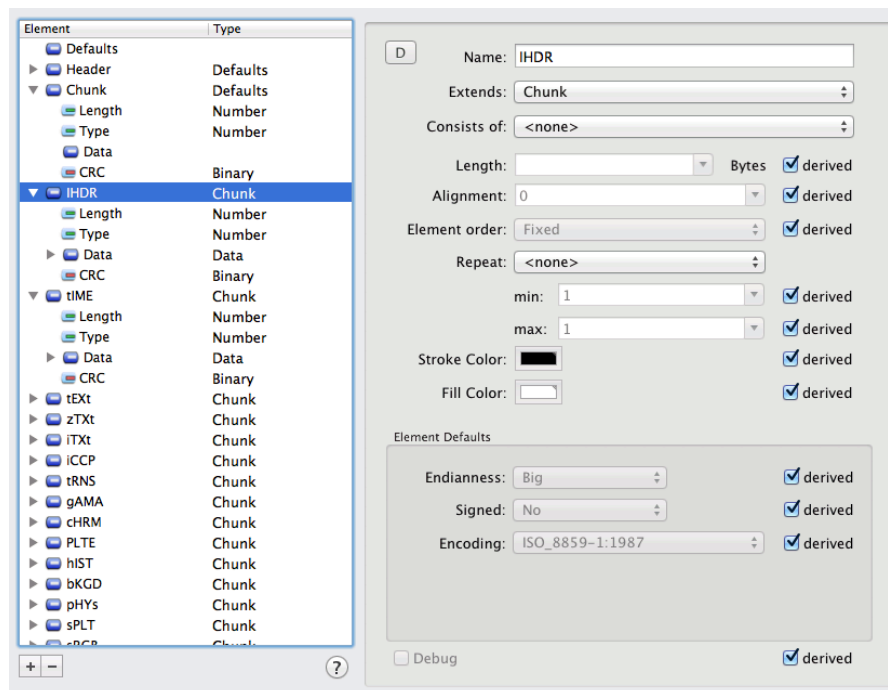 Element Type
Defaults
Header Defaults
Chunk Defaults
Length Number
Type Number
Data
CRC Binary
IHDR Chunk
Length Number
Type Number
Data Data
CRC Binary
tIME Chunk
Length Number
Type Number
Data Data
CRC Binary
tEXt Chunk
zTXt Chunk
iTXt Chunk
iCCP Chunk
tRNS Chunk
gAMA Chunk
cHRM Chunk
PLTE Chunk
hIST Chunk
bKGD Chunk
pHYs Chunk
sPLT Chunk
sRGB Chunk
+ − ?
D Name: IHDR
Extends: Chunk
Consists of: <none>
Length: Bytes derived
Alignment: 0 derived
Element order: Fixed derived
Repeat: <none>
min: 1 derived
max: 1 derived
Stroke Color: derived
Fill Color: derived
Element Defaults
Endianness: Big derived
Signed: No derived
Encoding: ISO_8859-1:1987 derived
Debug derived